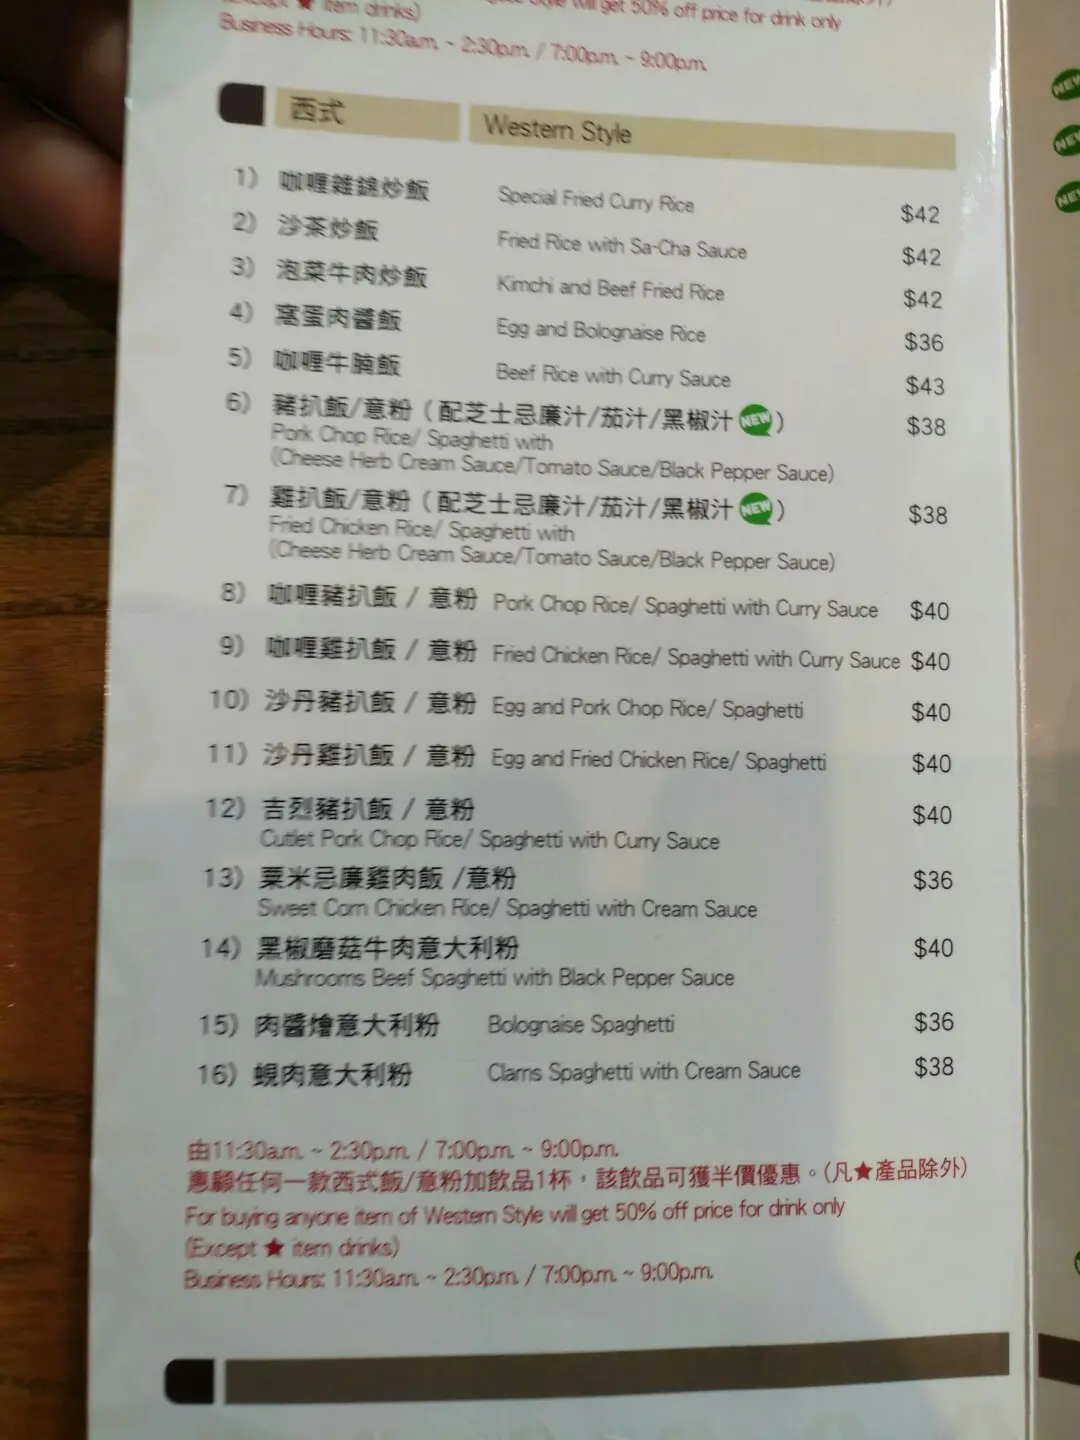 item drinks)
Style will get 50% off price for drink only
Business Hours: 11:30a.m. ~ 2:30p.m. / 7:00p.m. ~ 9:00p.m.
西式 Western Style
1) 咖喱雜錦炒飯 Special Fried Curry Rice $42
2) 沙茶炒飯 Fried Rice with Sa-Cha Sauce $42
3) 泡菜牛肉炒飯 Kimchi and Beef Fried Rice $42
4) 窩蛋肉醬飯 Egg and Bolognaise Rice $36
5) 咖喱牛腩飯 Beef Rice with Curry Sauce $43
6) 豬扒飯/意粉 (配芝士忌廉汁/茄汁/黑椒汁 NEW) $38
Pork Chop Rice/ Spaghetti with
(Cheese Herb Cream Sauce/Tomato Sauce/Black Pepper Sauce)
7) 雞扒飯/意粉 (配芝士忌廉汁/茄汁/黑椒汁 NEW) $38
Fried Chicken Rice/ Spaghetti with
(Cheese Herb Cream Sauce/Tomato Sauce/Black Pepper Sauce)
8) 咖喱豬扒飯 / 意粉 Pork Chop Rice/ Spaghetti with Curry Sauce $40
9) 咖喱雞扒飯 / 意粉 Fried Chicken Rice/ Spaghetti with Curry Sauce $40
10) 沙丹豬扒飯 / 意粉 Egg and Pork Chop Rice/ Spaghetti $40
11) 沙丹雞扒飯 / 意粉 Egg and Fried Chicken Rice/ Spaghetti $40
12) 吉烈豬扒飯 / 意粉 $40
Cutlet Pork Chop Rice/ Spaghetti with Curry Sauce
13) 粟米忌廉雞肉飯 /意粉 $36
Sweet Corn Chicken Rice/ Spaghetti with Cream Sauce
14) 黑椒磨菇牛肉意大利粉 $40
Mushrooms Beef Spaghetti with Black Pepper Sauce
15) 肉醬燴意大利粉 Bolognaise Spaghetti $36
16) 蜆肉意大利粉 Clams Spaghetti with Cream Sauce $38
由11:30a.m. ~ 2:30p.m. / 7:00p.m. ~ 9:00p.m.
惠顧任何一款西式飯/意粉加飲品1杯，該飲品可獲半價優惠。(凡★產品除外)
For buying anyone item of Western Style will get 50% off price for drink only
(Except ★ item drinks)
Business Hours: 11:30a.m. ~ 2:30p.m. / 7:00p.m. ~ 9:00p.m.
NEW
NEW
NEW